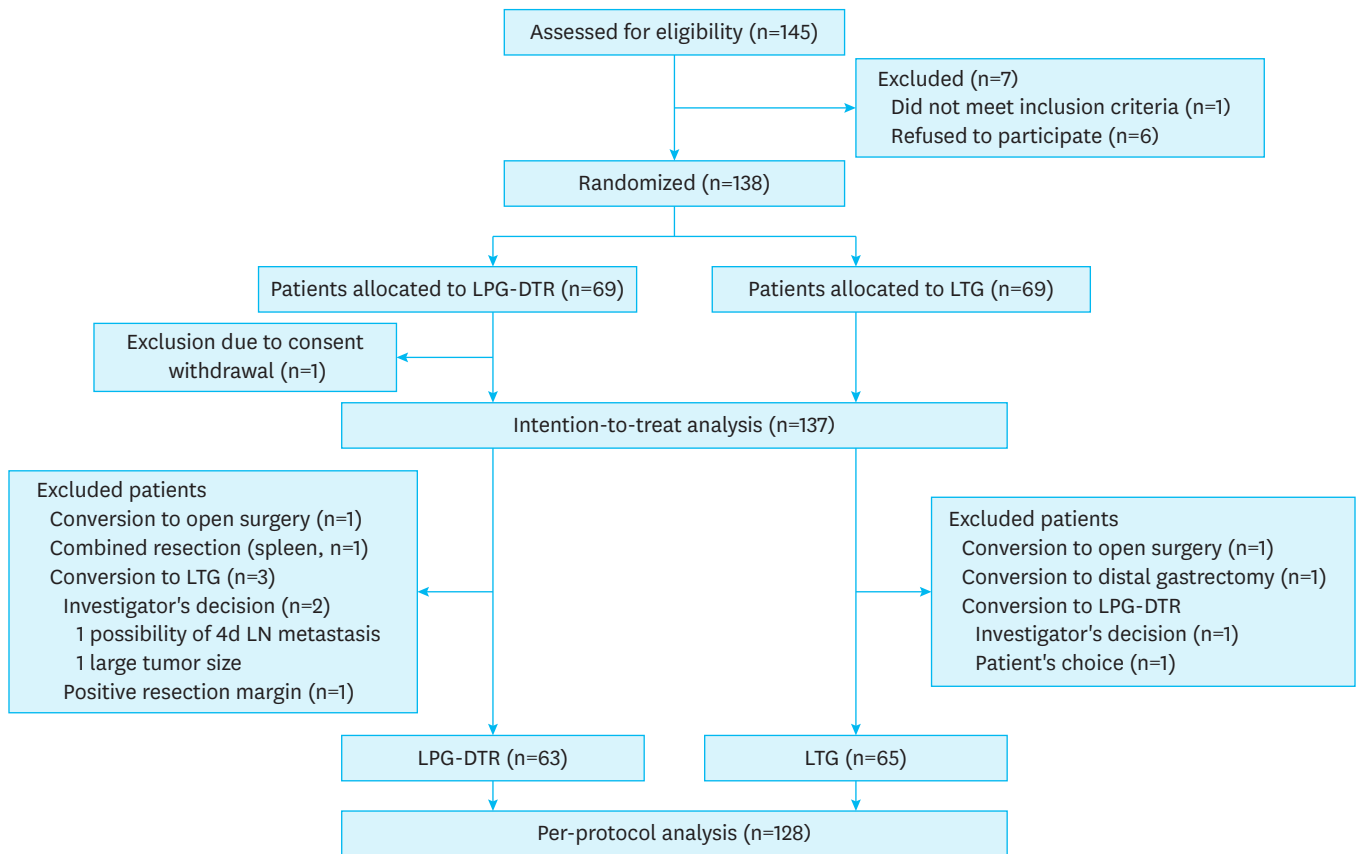 Assessed for eligibility (n=145)
Excluded (n=7)
Did not meet inclusion criteria (n=1)
Refused to participate (n=6)
Randomized (n=138)
Patients allocated to LPG-DTR (n=69)
Patients allocated to LTG (n=69)
Exclusion due to consent
withdrawal (n=1)
Intention-to-treat analysis (n=137)
Excluded patients
Conversion to open surgery (n=1)
Combined resection (spleen, n=1)
Conversion to LTG (n=3)
Investigator's decision (n=2)
1 possibility of 4d LN metastasis
1 large tumor size
Positive resection margin (n=1)
Excluded patients
Conversion to open surgery (n=1)
Conversion to distal gastrectomy (n=1)
Conversion to LPG-DTR
Investigator's decision (n=1)
Patient's choice (n=1)
LPG-DTR (n=63)
LTG (n=65)
Per-protocol analysis (n=128)